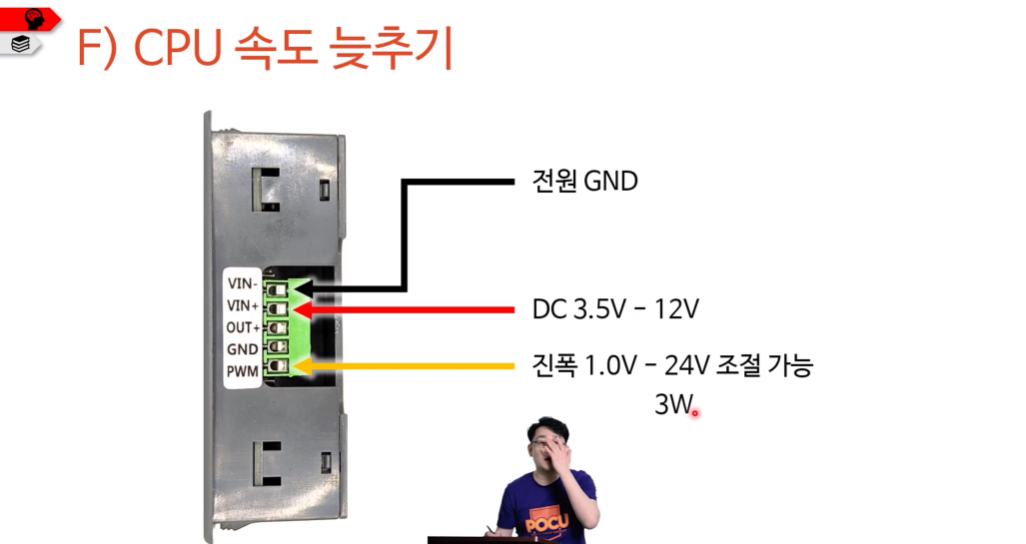 F) CPU 속도 늦추기
전원 GND
VIN-
VIN+
DC 3.5V - 12V
OUT+
GND
PWM
진폭 1.0V - 24V 조절 가능
3W
POCU